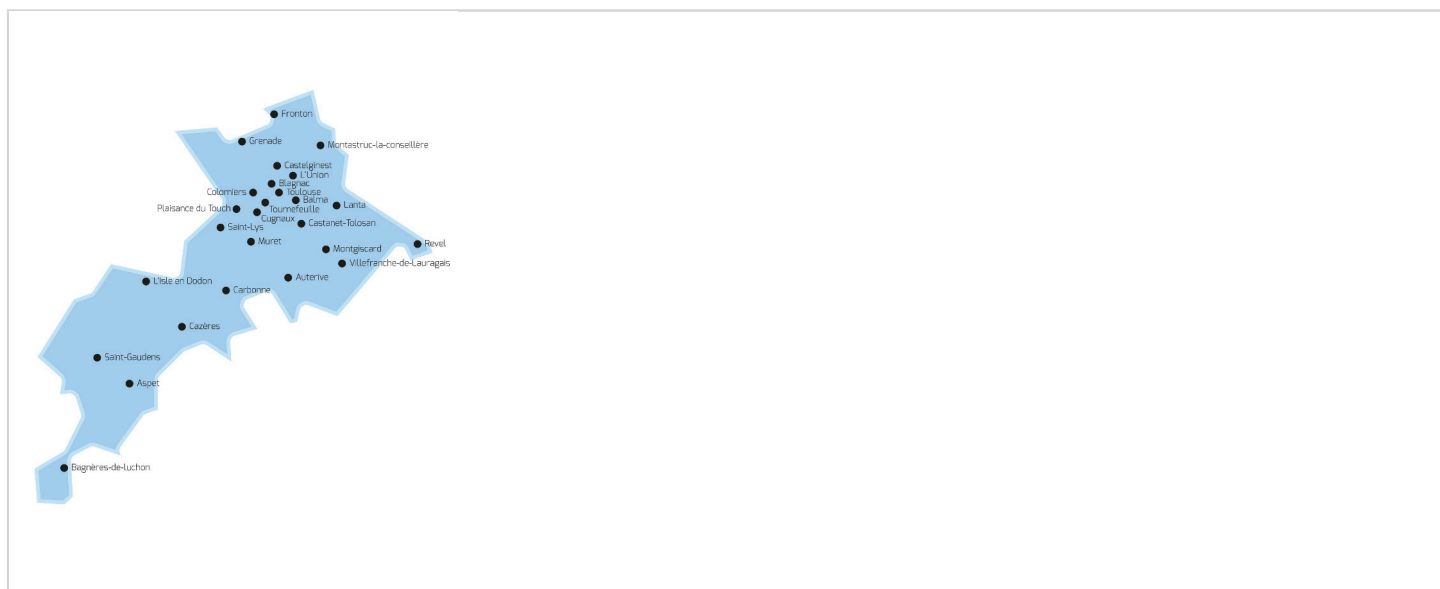 Fronton
Grenade
Montastruc-la-conseillère
Castelginest
L'Union
Blagnac
Colomiers
Toulouse
Balma
Plaisance du Touch
Tournefeuille
Lanta
Cugnaux
Saint-Lys
Castanet-Tolosan
Muret
Revel
Montgiscard
Villefranche-de-Lauragais
L'Isle en Dodon
Auterive
Carbonne
Cazères
Saint-Gaudens
Aspet
Bagnères-de-luchon